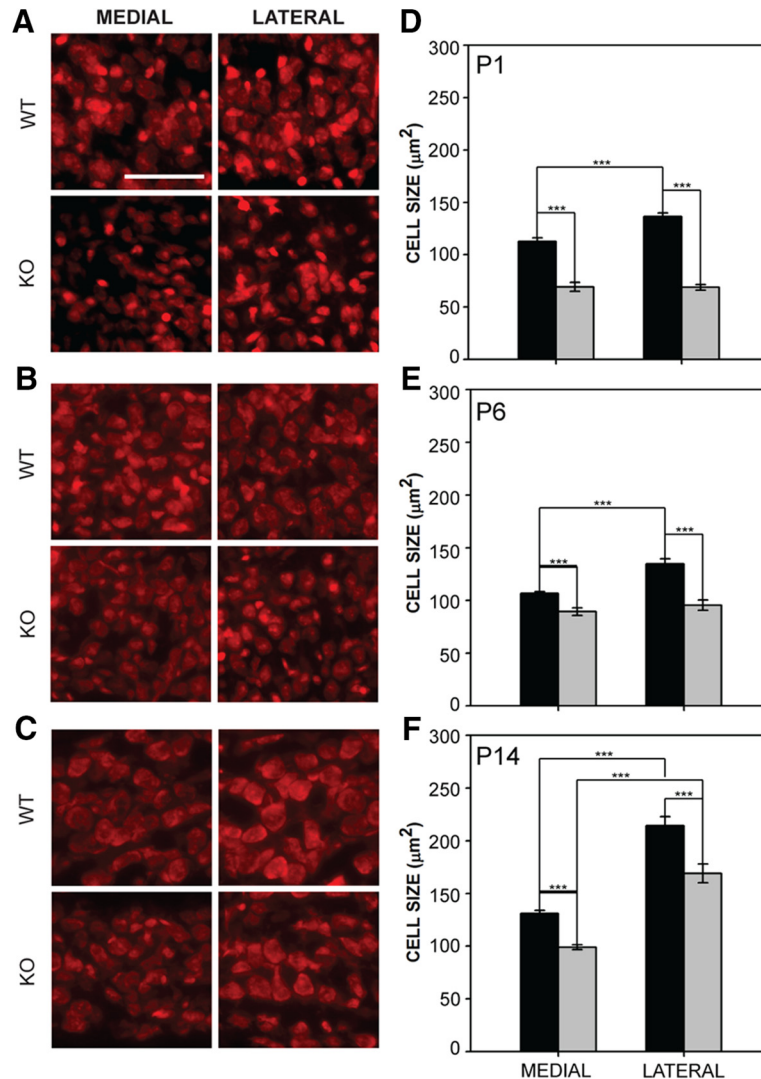 A
MEDIAL LATERAL
WT
KO
B
WT
KO
C
WT
KO
D
P1
CELL SIZE (μm²)
300
250
200
150
100
50
0
***
***
***
E
P6
CELL SIZE (μm²)
300
250
200
150
100
50
0
***
***
***
F
P14
CELL SIZE (μm²)
300
250
200
150
100
50
0
***
***
***
***
MEDIAL LATERAL